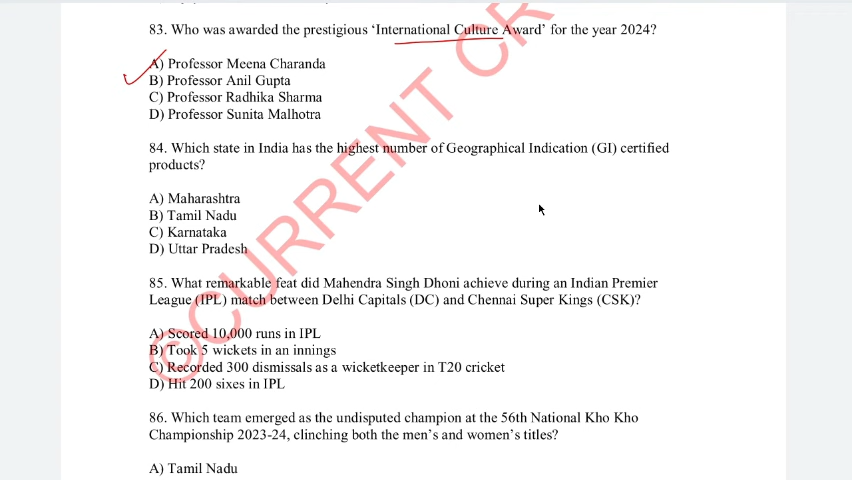 83. Who was awarded the prestigious ‘International Culture Award’ for the year 2024?
A) Professor Meena Charanda
B) Professor Anil Gupta
C) Professor Radhika Sharma
D) Professor Sunita Malhotra
84. Which state in India has the highest number of Geographical Indication (GI) certified
products?
A) Maharashtra
B) Tamil Nadu
C) Karnataka
D) Uttar Pradesh
85. What remarkable feat did Mahendra Singh Dhoni achieve during an Indian Premier
League (IPL) match between Delhi Capitals (DC) and Chennai Super Kings (CSK)?
A) Scored 10,000 runs in IPL
B) Took 5 wickets in an innings
C) Recorded 300 dismissals as a wicketkeeper in T20 cricket
D) Hit 200 sixes in IPL
86. Which team emerged as the undisputed champion at the 56th National Kho Kho
Championship 2023-24, clinching both the men’s and women’s titles?
A) Tamil Nadu
©CURRENT CR